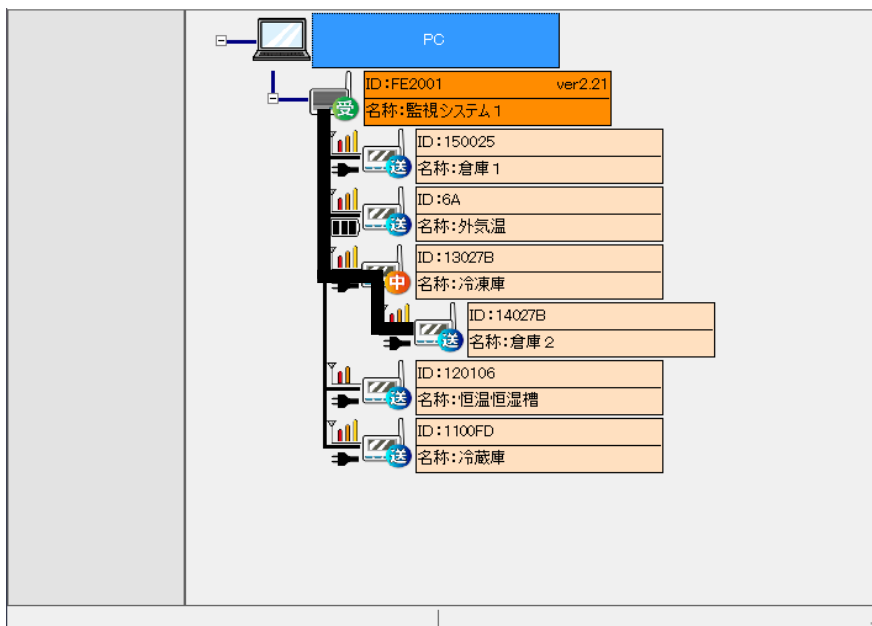 PC
ID:FE2001 ver2.21
受
名称:監視システム1
ID:150025
送
名称:倉庫1
ID:6A
送
名称:外気温
ID:13027B
中
名称:冷凍庫
ID:14027B
送
名称:倉庫2
ID:120106
送
名称:恒温恒湿槽
ID:1100FD
送
名称:冷蔵庫